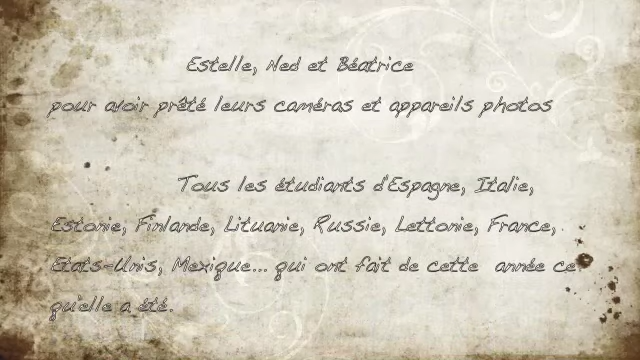 Estelle, Ned et Béatrice
pour avoir prêté leurs caméras et appareils photos
Tous les étudiants d'Espagne, Italie,
Estonie, Finlande, Lituanie, Russie, Lettonie, France,
Etats-Unis, Mexique... qui ont fait de cette année ce
qu'elle a été.